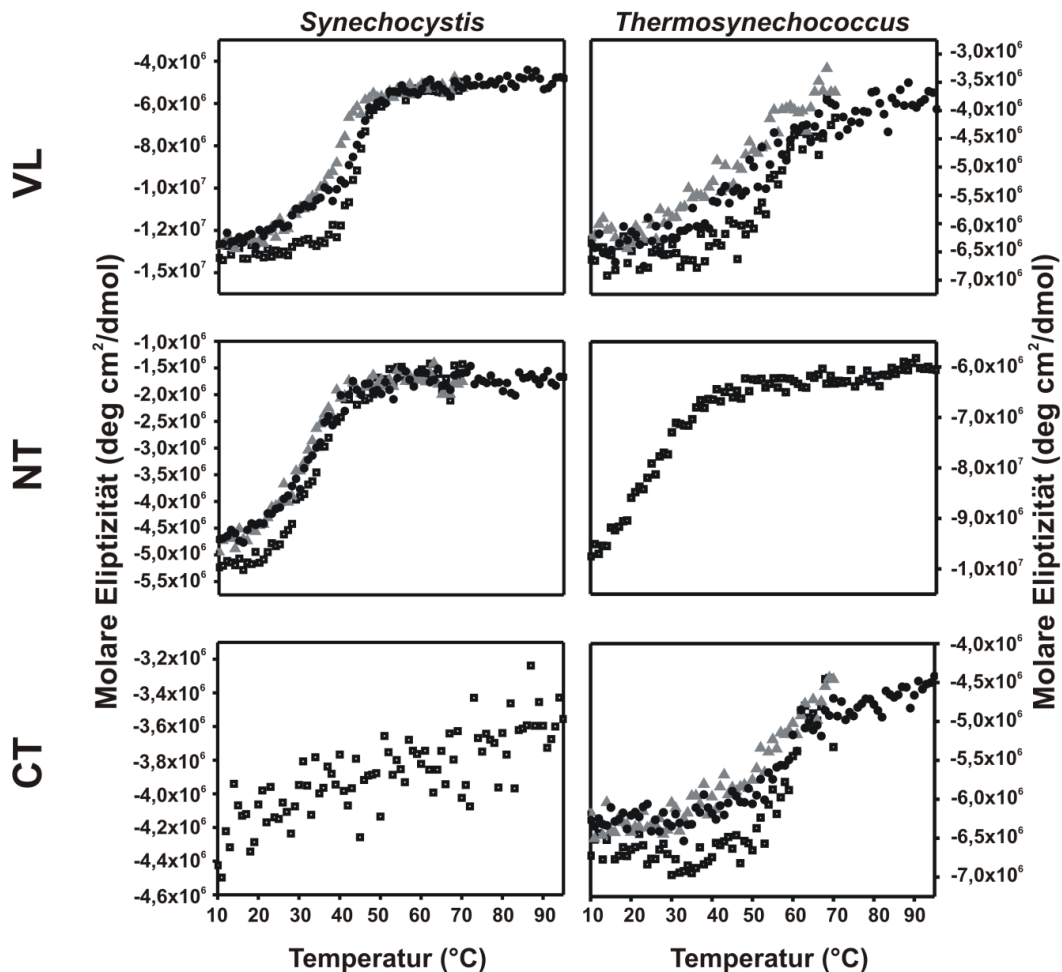 Synechocystis Thermosynechococcus
VL
-4,0x10⁶
-6,0x10⁶
-8,0x10⁶
-1,0x10⁷
-1,2x10⁷
-1,5x10⁷
-3,0x10⁶
-3,5x10⁶
-4,0x10⁶
-4,5x10⁶
-5,0x10⁶
-5,5x10⁶
-6,0x10⁶
-6,5x10⁶
-7,0x10⁶
NT
-1,0x10⁶
-1,5x10⁶
-2,0x10⁶
-2,5x10⁶
-3,0x10⁶
-3,5x10⁶
-4,0x10⁶
-4,5x10⁶
-5,0x10⁶
-5,5x10⁶
-6,0x10⁶
-7,0x10⁶
-8,0x10⁷
-9,0x10⁷
-1,0x10⁷
CT
-3,2x10⁶
-3,4x10⁶
-3,6x10⁶
-3,8x10⁶
-4,0x10⁶
-4,2x10⁶
-4,4x10⁶
-4,6x10⁶
-4,0x10⁶
-4,5x10⁶
-5,0x10⁶
-5,5x10⁶
-6,0x10⁶
-6,5x10⁶
-7,0x10⁶
Molare Eliptizität (deg cm²/dmol)
Molare Eliptizität (deg cm²/dmol)
10 20 30 40 50 60 70 80 90
10 20 30 40 50 60 70 80 90
Temperatur (°C) Temperatur (°C)